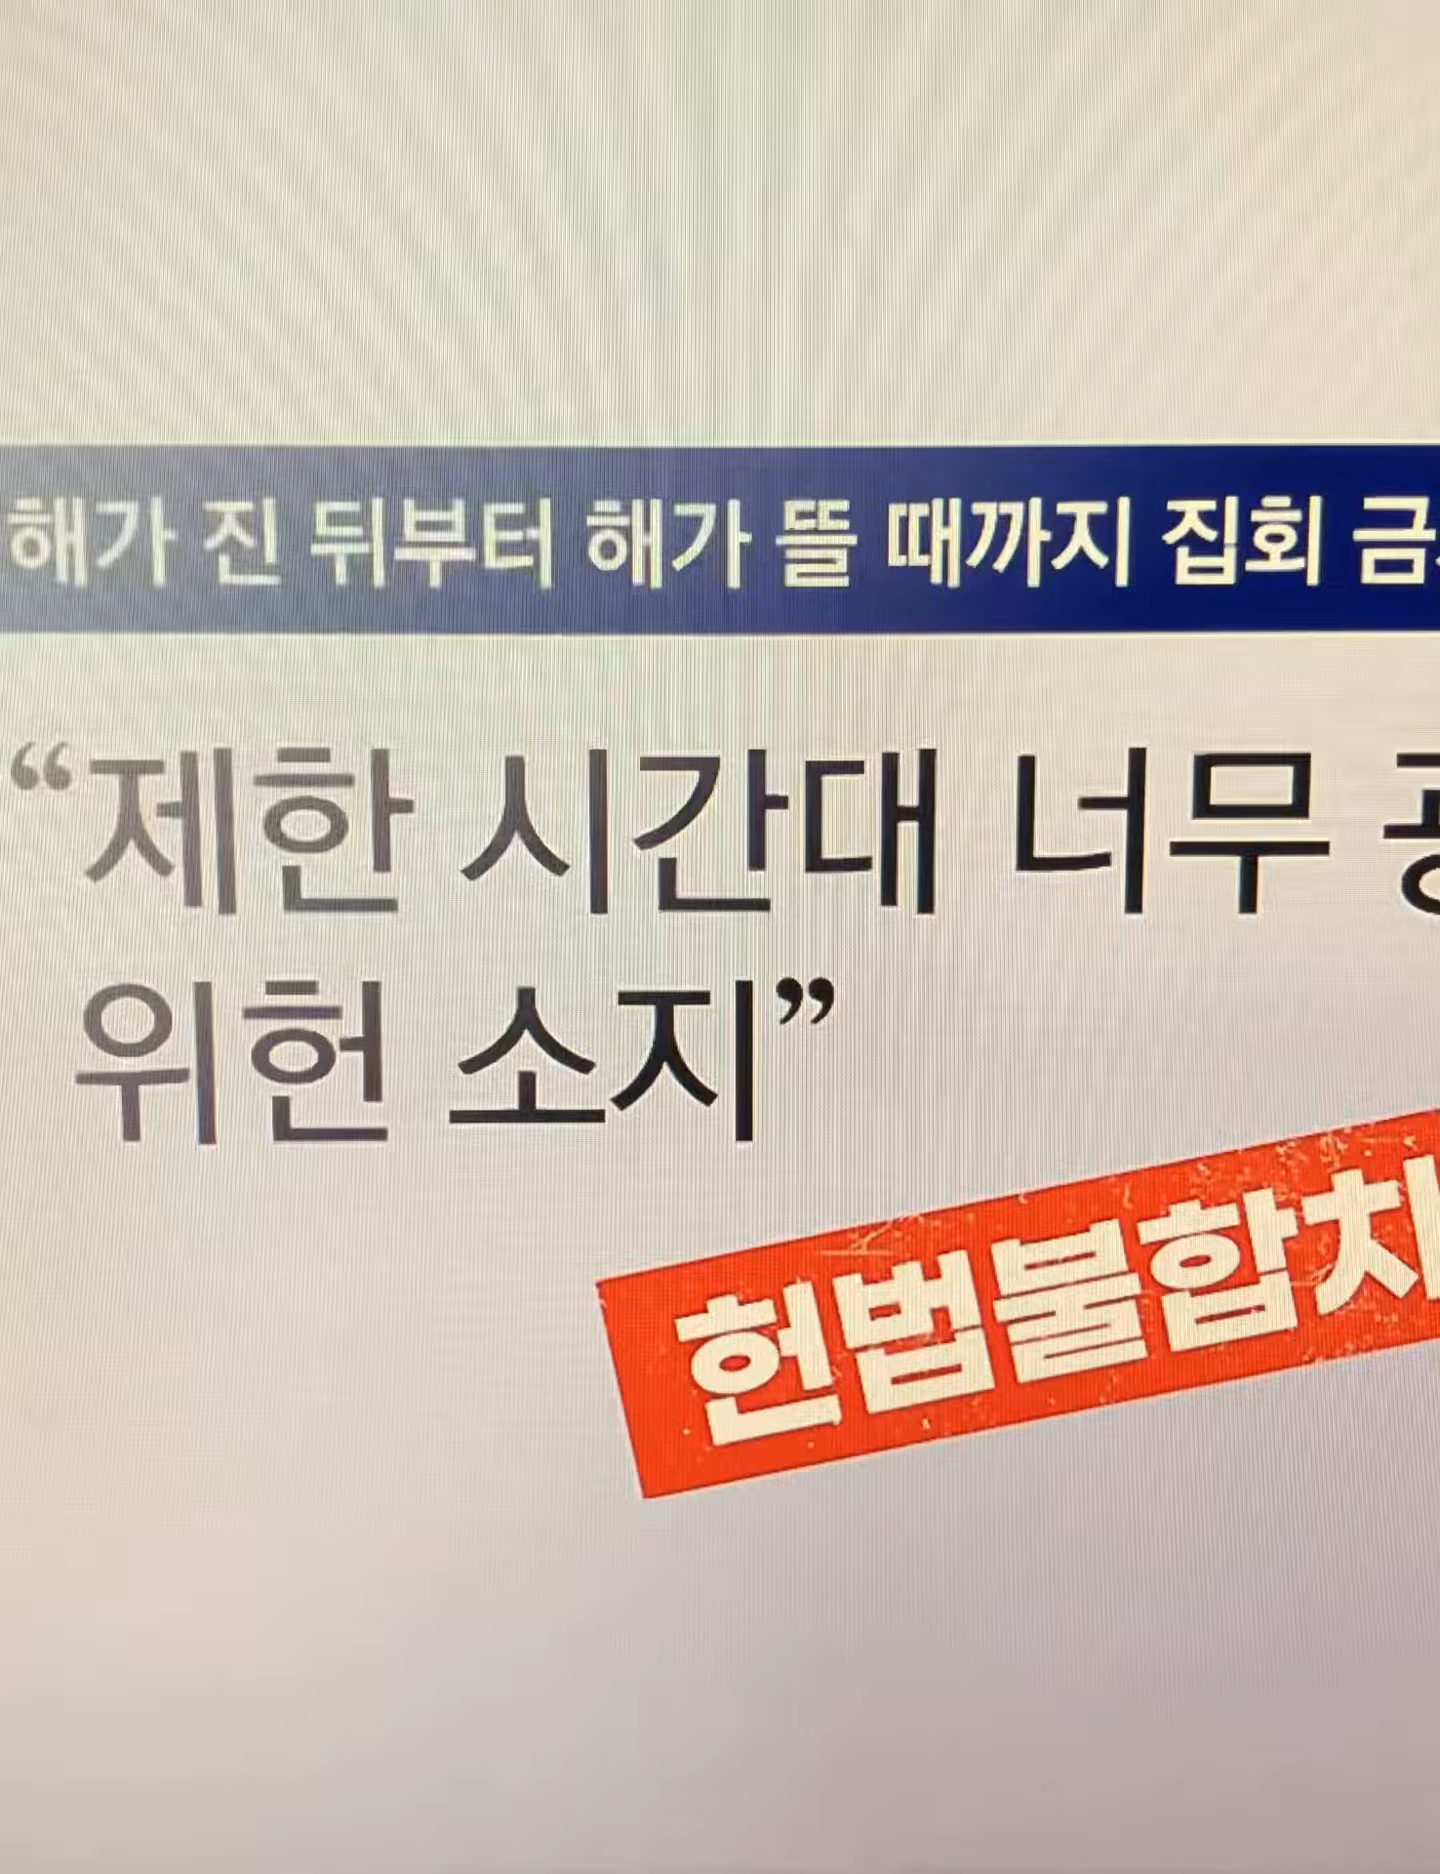 해가 진 뒤부터 해가 뜰 때까지 집회
“제한 시간대 너무
위헌 소지”
헌법불합치